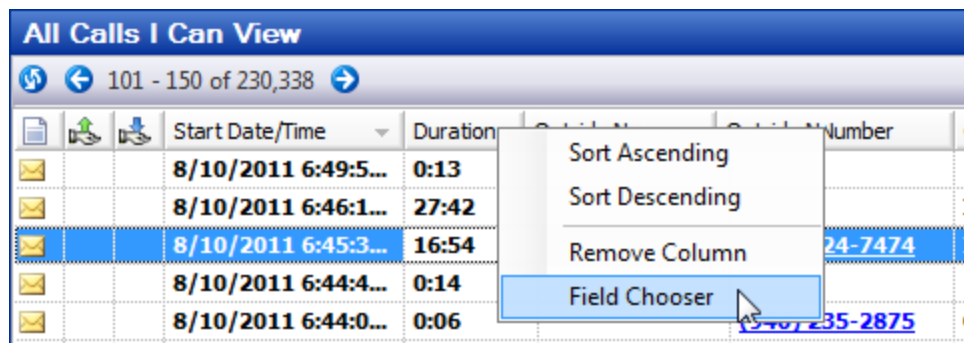 All Calls I Can View
101 - 150 of 230,338
Start Date/Time Duration Number
8/10/2011 6:49:5... 0:13
8/10/2011 6:46:1... 27:42
8/10/2011 6:45:3... 16:54 24-7474
8/10/2011 6:44:4... 0:14
8/10/2011 6:44:0... 0:06 235-2875
Sort Ascending
Sort Descending
Remove Column
Field Chooser